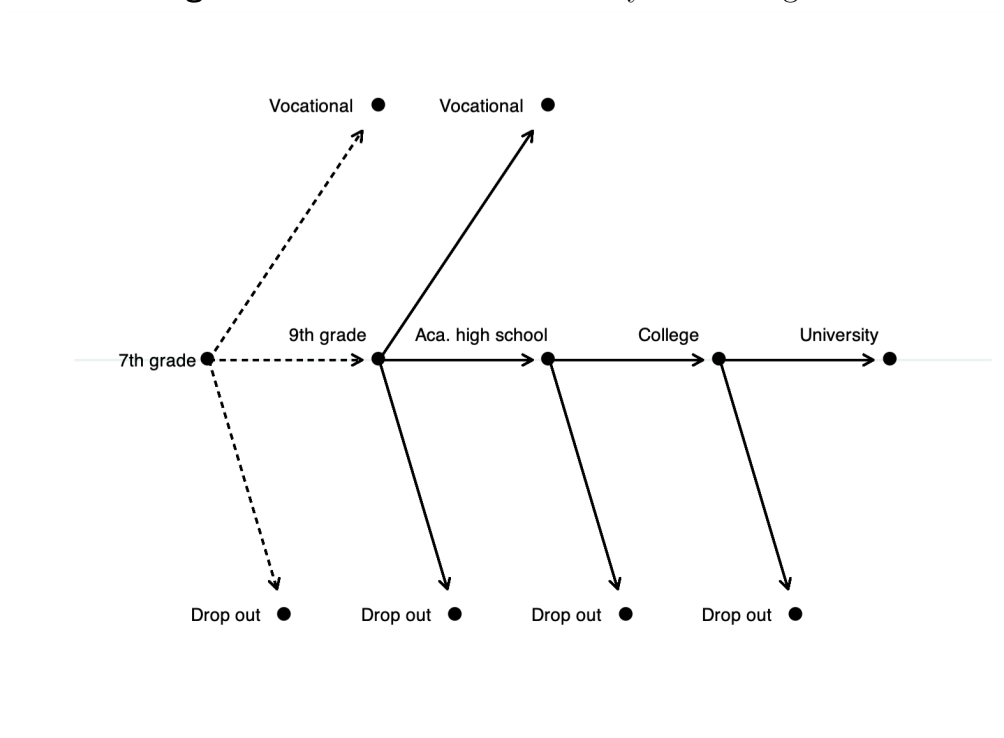 Vocational
Vocational
7th grade
9th grade
Aca. high school
College
University
Drop out
Drop out
Drop out
Drop out